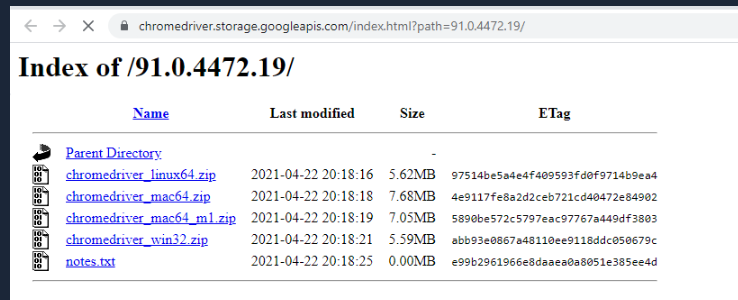 chromedriver.storage.googleapis.com/index.html?path=91.0.4472.19/
Index of /91.0.4472.19/
Name Last modified Size ETag
Parent Directory -
chromedriver_linux64.zip 2021-04-22 20:18:16 5.62MB 97514be5a4e4f409593fd0f9714b9ea4
chromedriver_mac64.zip 2021-04-22 20:18:18 7.68MB 4e9117fe8a2d2ceb721cd40472e84902
chromedriver_mac64_m1.zip 2021-04-22 20:18:19 7.05MB 5890be572c5797eac97767a449df3803
chromedriver_win32.zip 2021-04-22 20:18:21 5.59MB abb93e0867a48110ee9118ddc050679c
notes.txt 2021-04-22 20:18:25 0.00MB e99b2961966e8daaea0a8051e385ee4d